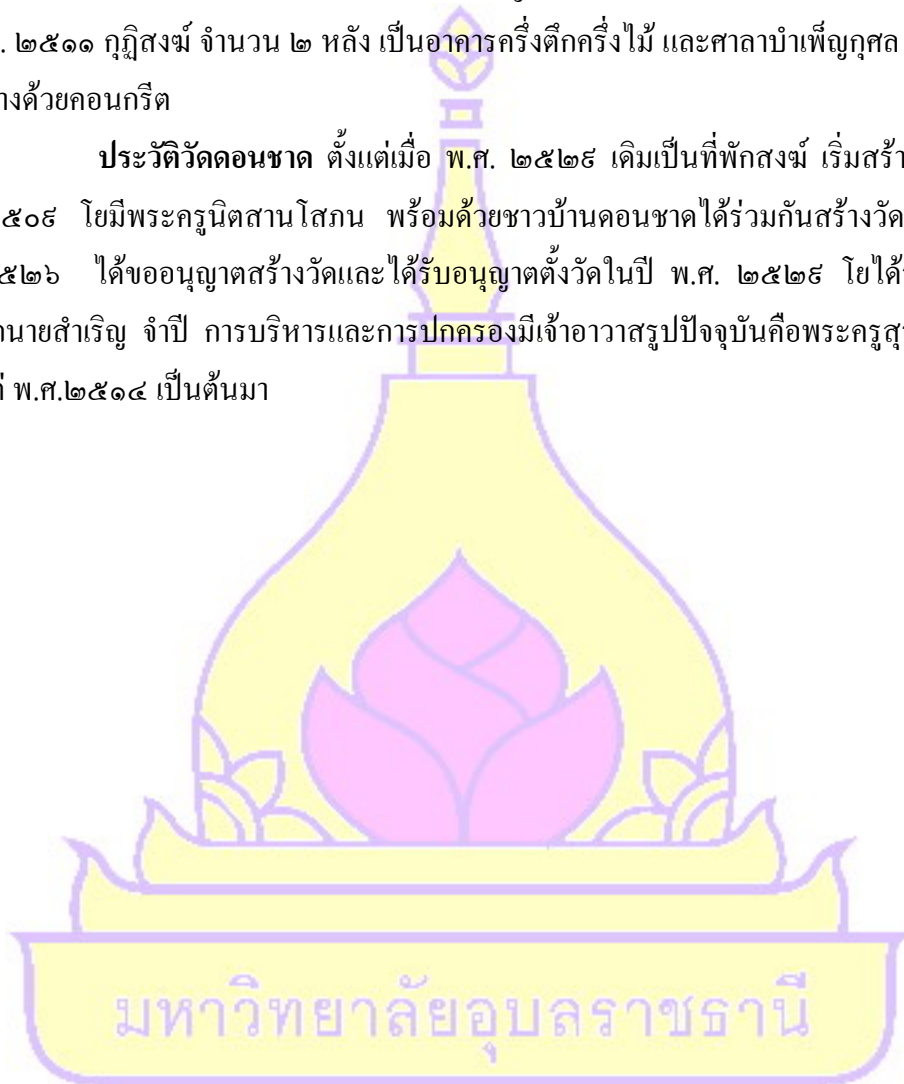 . ๒๕๑๑ กุฏิสงฆ์ จำนวน ๒ หลัง เป็นอาคารครึ่งตึกครึ่งไม้ และศาลาบำเพ็ญกุศล
างด้วยคอนกรีต
ประวัติวัดดอนชาด ตั้งแต่เมื่อ พ.ศ. ๒๕๒๙ เดิมเป็นที่พักสงฆ์ เริ่มสร้า
๕๐๙ โยมีพระครูนิตสานโสภน พร้อมด้วยชาวบ้านดอนชาดได้ร่วมกันสร้างวัด
๕๒๖ ได้ขออนุญาตสร้างวัดและได้รับอนุญาตตั้งวัดในปี พ.ศ. ๒๕๒๙ โยได้
นายสำเริญ จำปี การบริหารและการปกครองมีเจ้าอาวาสรูปปัจจุบันคือพระครูสุ
พ.ศ.๒๕๑๔ เป็นต้นมา
มหาวิทยาลัยอุบลราชธานี